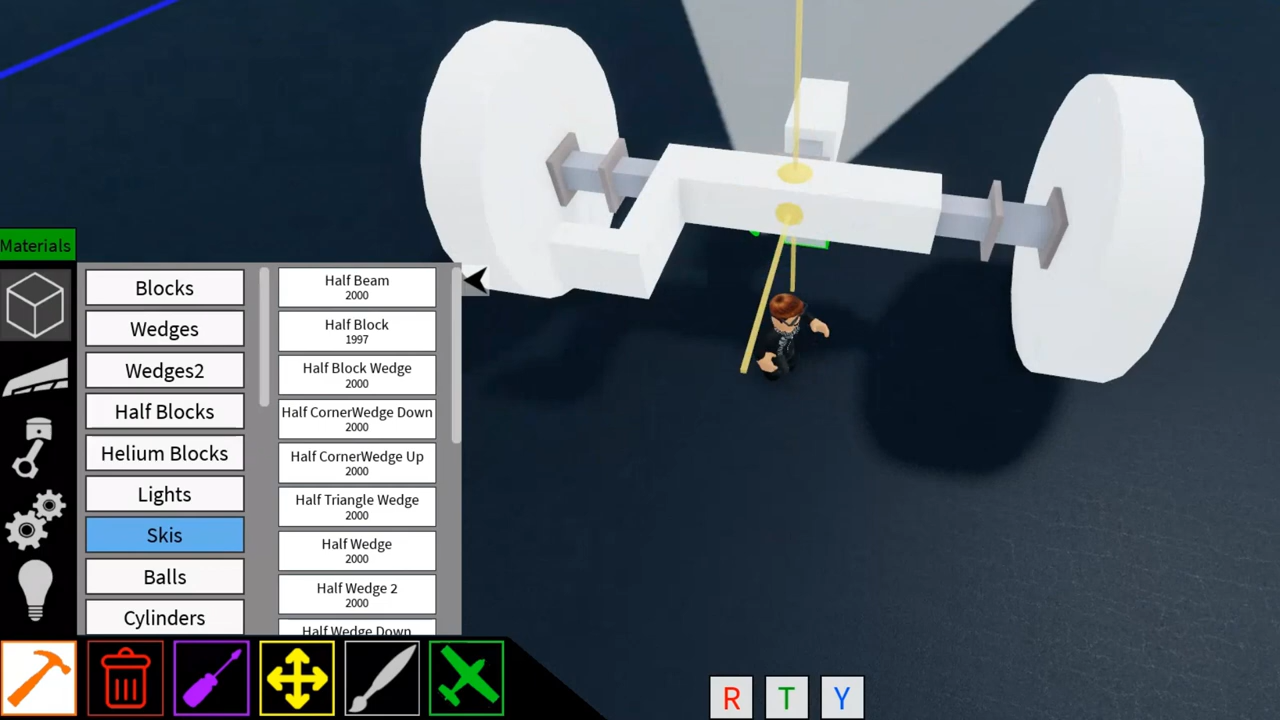 Materials
Blocks
Wedges
Wedges2
Half Blocks
Helium Blocks
Lights
Skis
Balls
Cylinders
Half Beam
2000
Half Block
1997
Half Block Wedge
2000
Half CornerWedge Down
2000
Half CornerWedge Up
2000
Half Triangle Wedge
2000
Half Wedge
2000
Half Wedge 2
2000
Half Wedge Down
R T Y